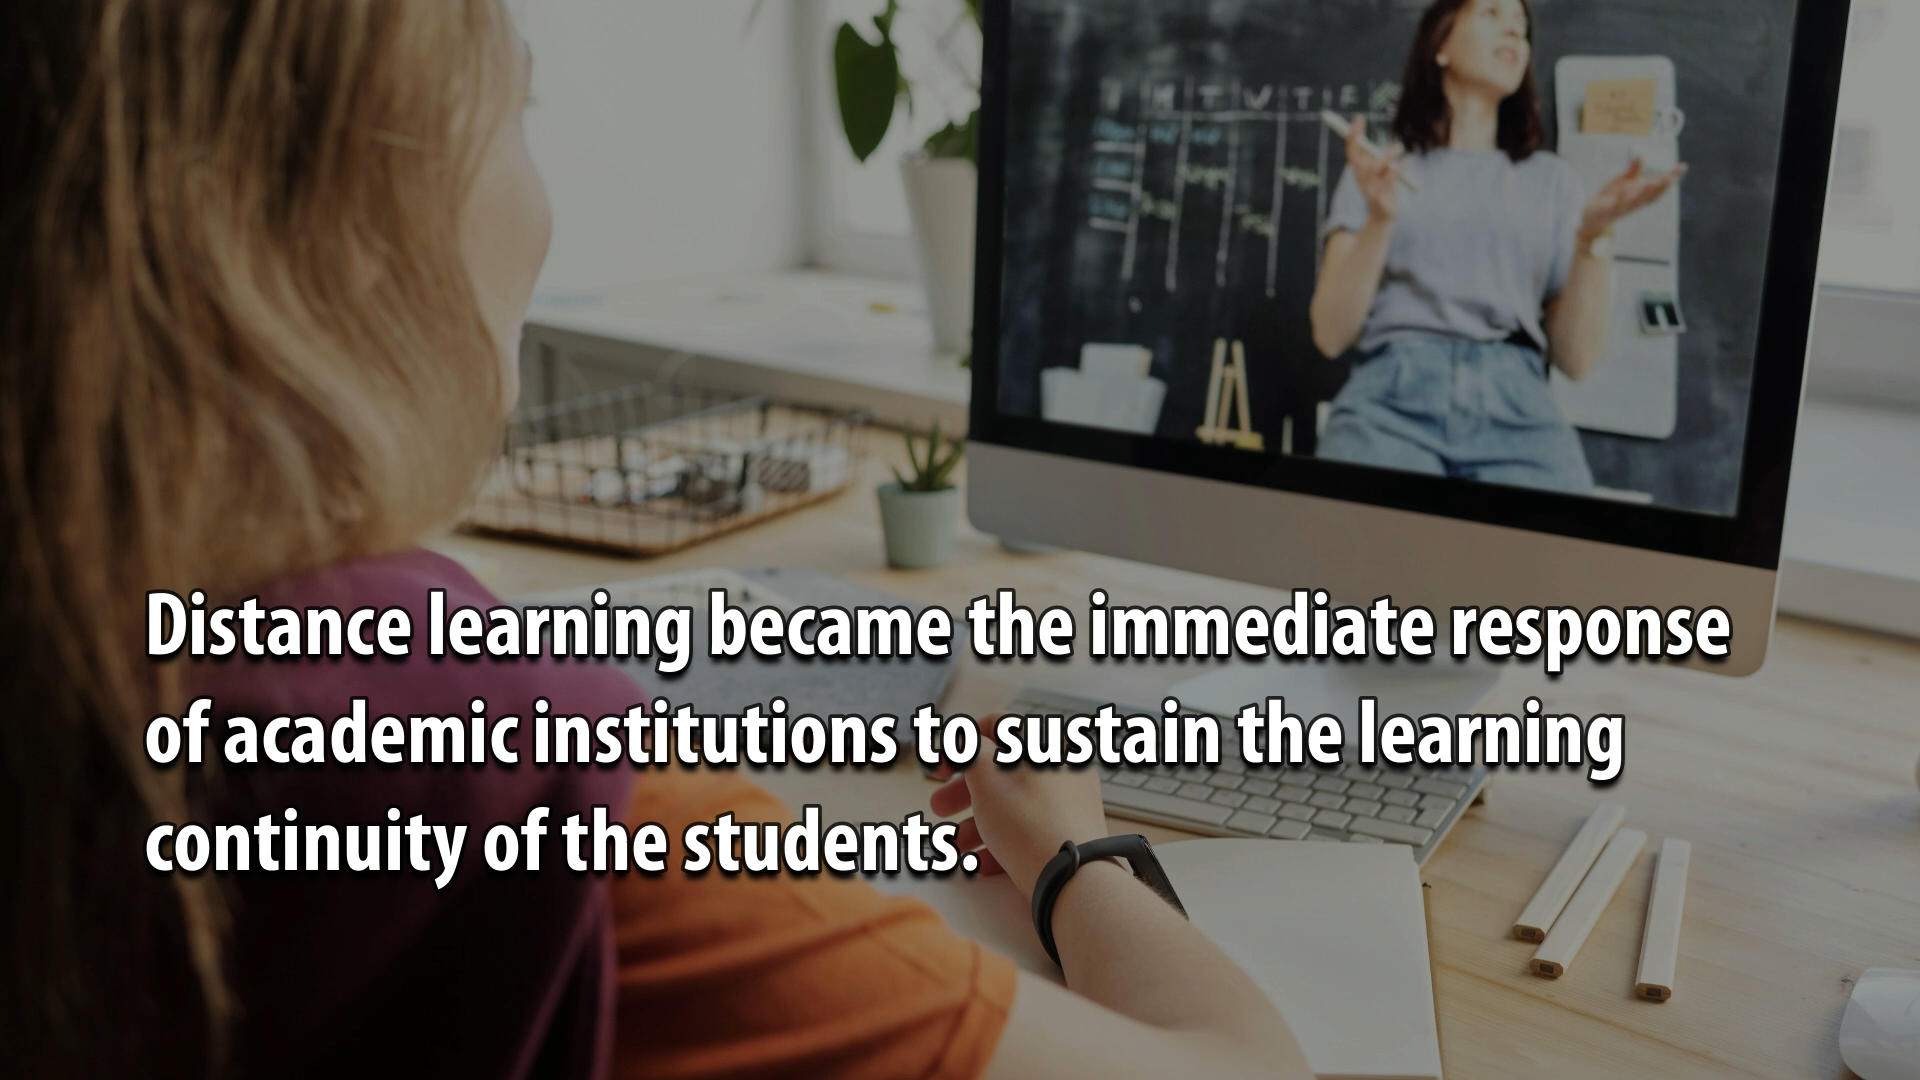 M T W T F
Distance learning became the immediate response
of academic institutions to sustain the learning
continuity of the students.